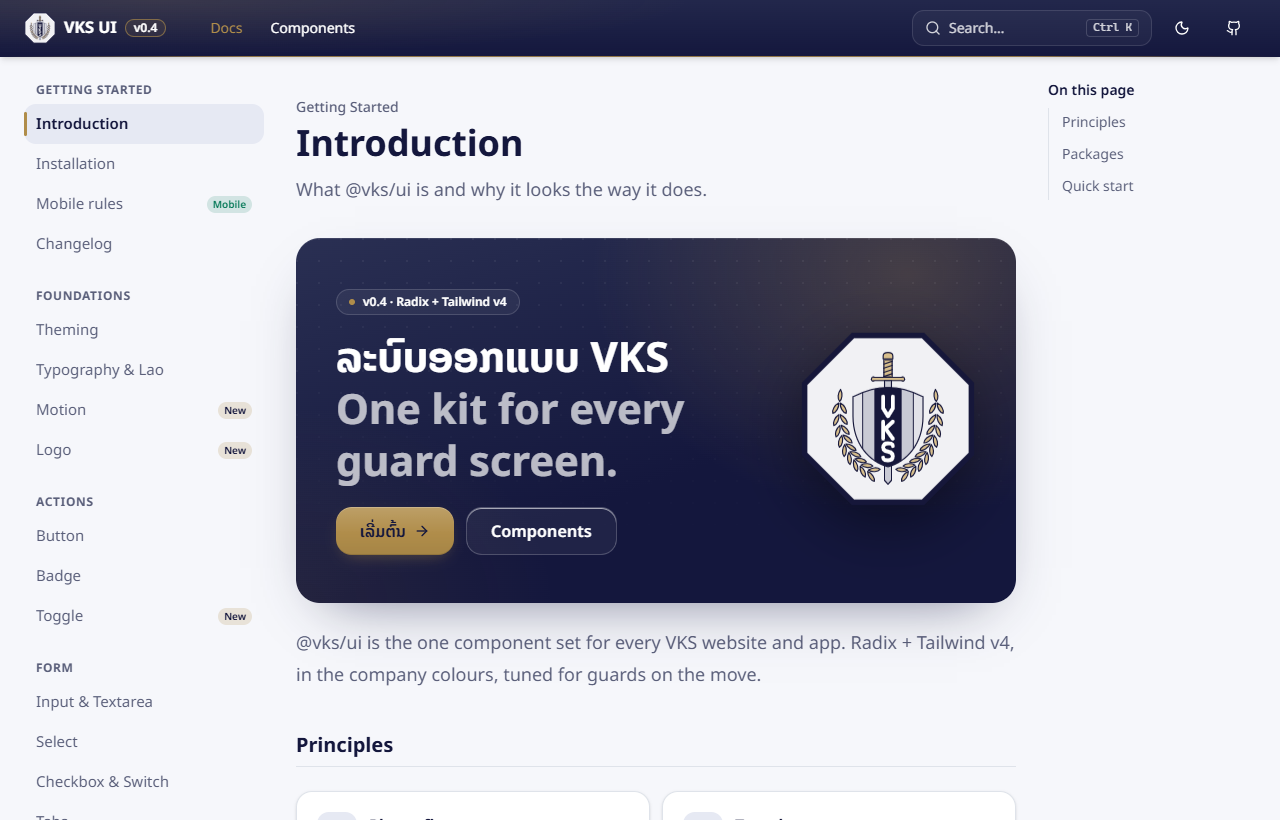 VKS UI v0.4 Docs Components Search... Ctrl K
GETTING STARTED
Introduction
Installation
Mobile rules Mobile
Changelog
FOUNDATIONS
Theming
Typography & Lao
Motion New
Logo New
ACTIONS
Button
Badge
Toggle New
FORM
Input & Textarea
Select
Checkbox & Switch
Getting Started
Introduction
What @vks/ui is and why it looks the way it does.
v0.4 · Radix + Tailwind v4
ລະບົບອອກແບບ VKS
One kit for every
guard screen.
ເລີ່ມຕົ້ນ → Components
VKS
@vks/ui is the one component set for every VKS website and app. Radix + Tailwind v4,
in the company colours, tuned for guards on the move.
Principles
On this page
Principles
Packages
Quick start